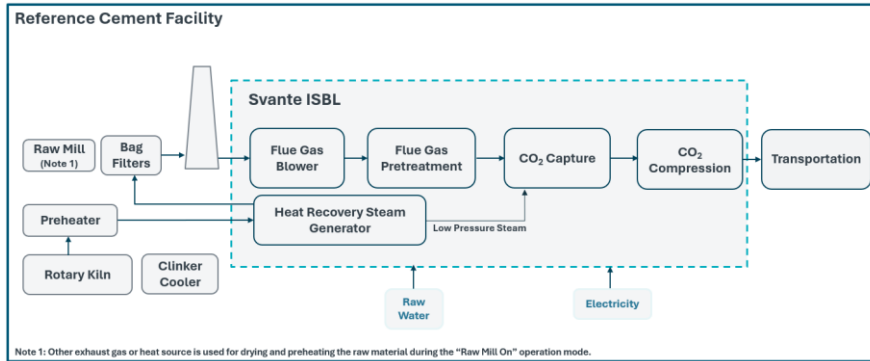 Reference Cement Facility
Svante ISBL
Raw Mill
(Note 1)
Bag
Filters
Flue Gas
Blower
Flue Gas
Pretreatment
CO₂ Capture
CO₂
Compression
Transportation
Preheater
Heat Recovery Steam
Generator
Low Pressure Steam
Rotary Kiln
Clinker
Cooler
Raw
Water
Electricity
Note 1: Other exhaust gas or heat source is used for drying and preheating the raw material during the “Raw Mill On” operation mode.